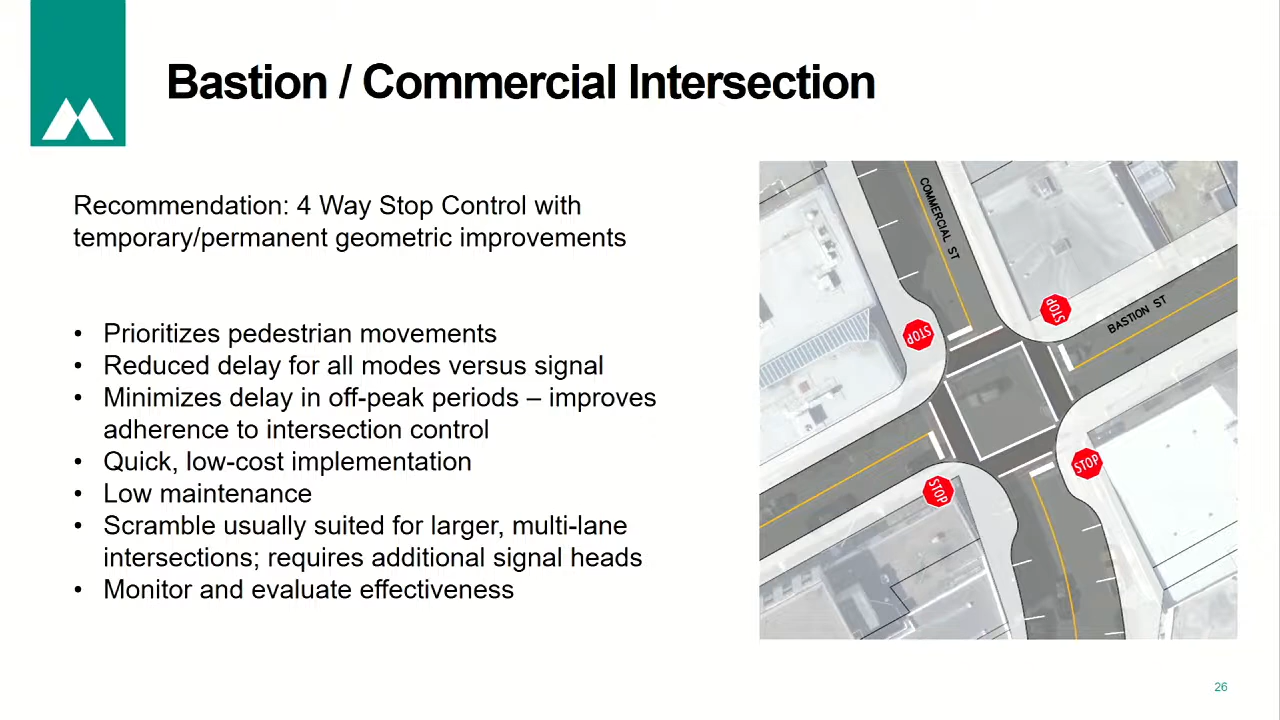 Bastion / Commercial Intersection
Recommendation: 4 Way Stop Control with
temporary/permanent geometric improvements
• Prioritizes pedestrian movements
• Reduced delay for all modes versus signal
• Minimizes delay in off-peak periods – improves
adherence to intersection control
• Quick, low-cost implementation
• Low maintenance
• Scramble usually suited for larger, multi-lane
intersections; requires additional signal heads
• Monitor and evaluate effectiveness
COMMERCIAL ST
STOP
BASTION ST
STOP
STOP
STOP
26